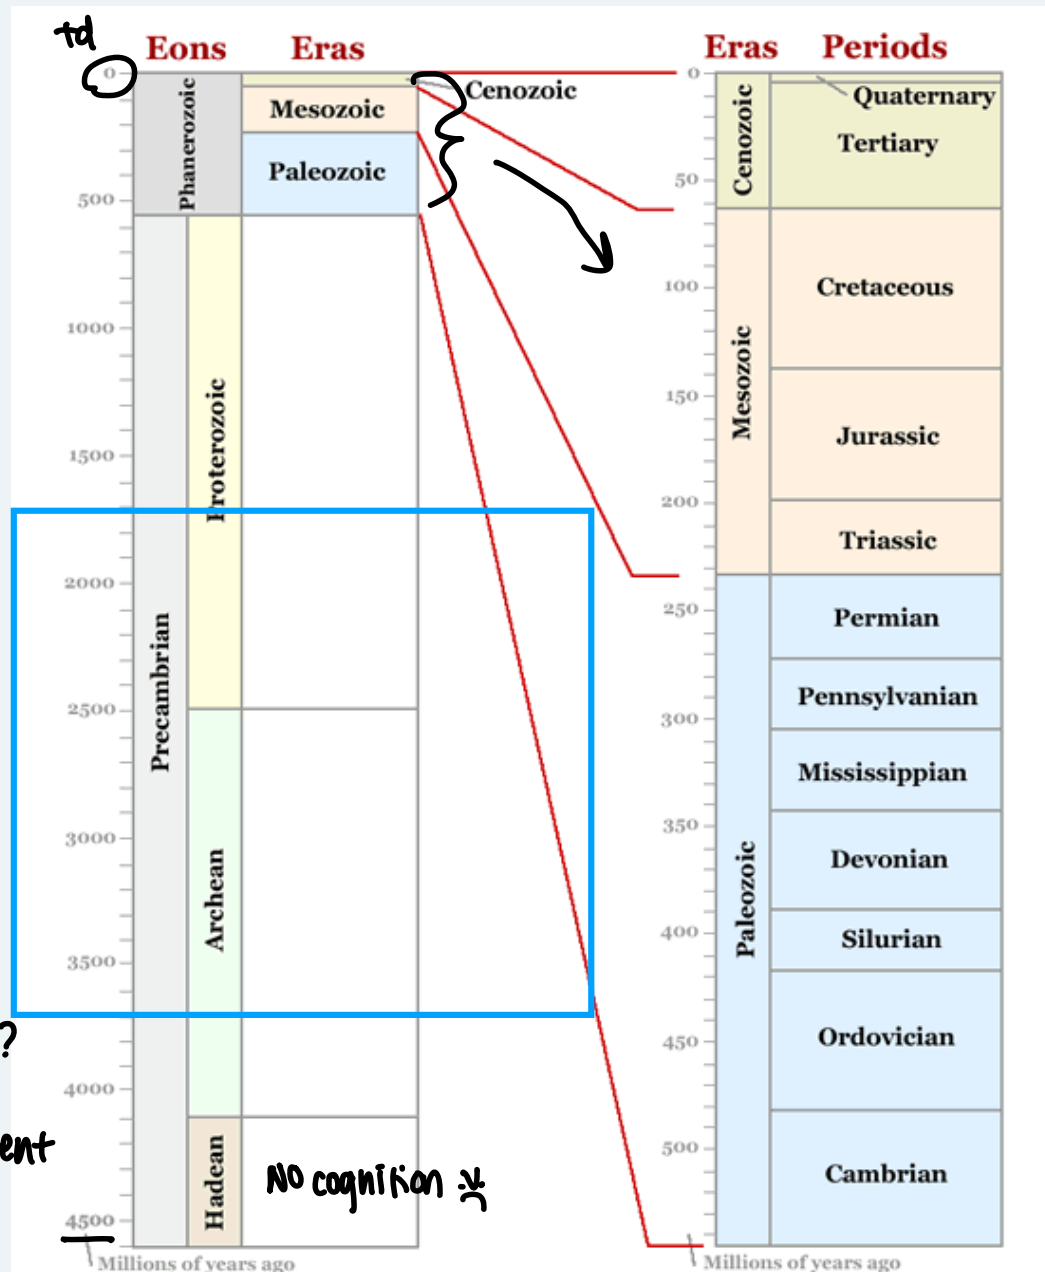 td
Eons Eras
Eras Periods
0
Phanerozoic
Cenozoic
Mesozoic
Paleozoic
500
Precambrian
Proterozoic
1000
1500
2000
2500
Archean
3000
3500
?
4000
ent
Hadean
No cognition
4500
Millions of years ago
0
Cenozoic
Quaternary
Tertiary
50
Mesozoic
100
Cretaceous
150
Jurassic
200
Triassic
Paleozoic
250
Permian
Pennsylvanian
300
Mississippian
350
Devonian
400
Silurian
450
Ordovician
500
Cambrian
Millions of years ago